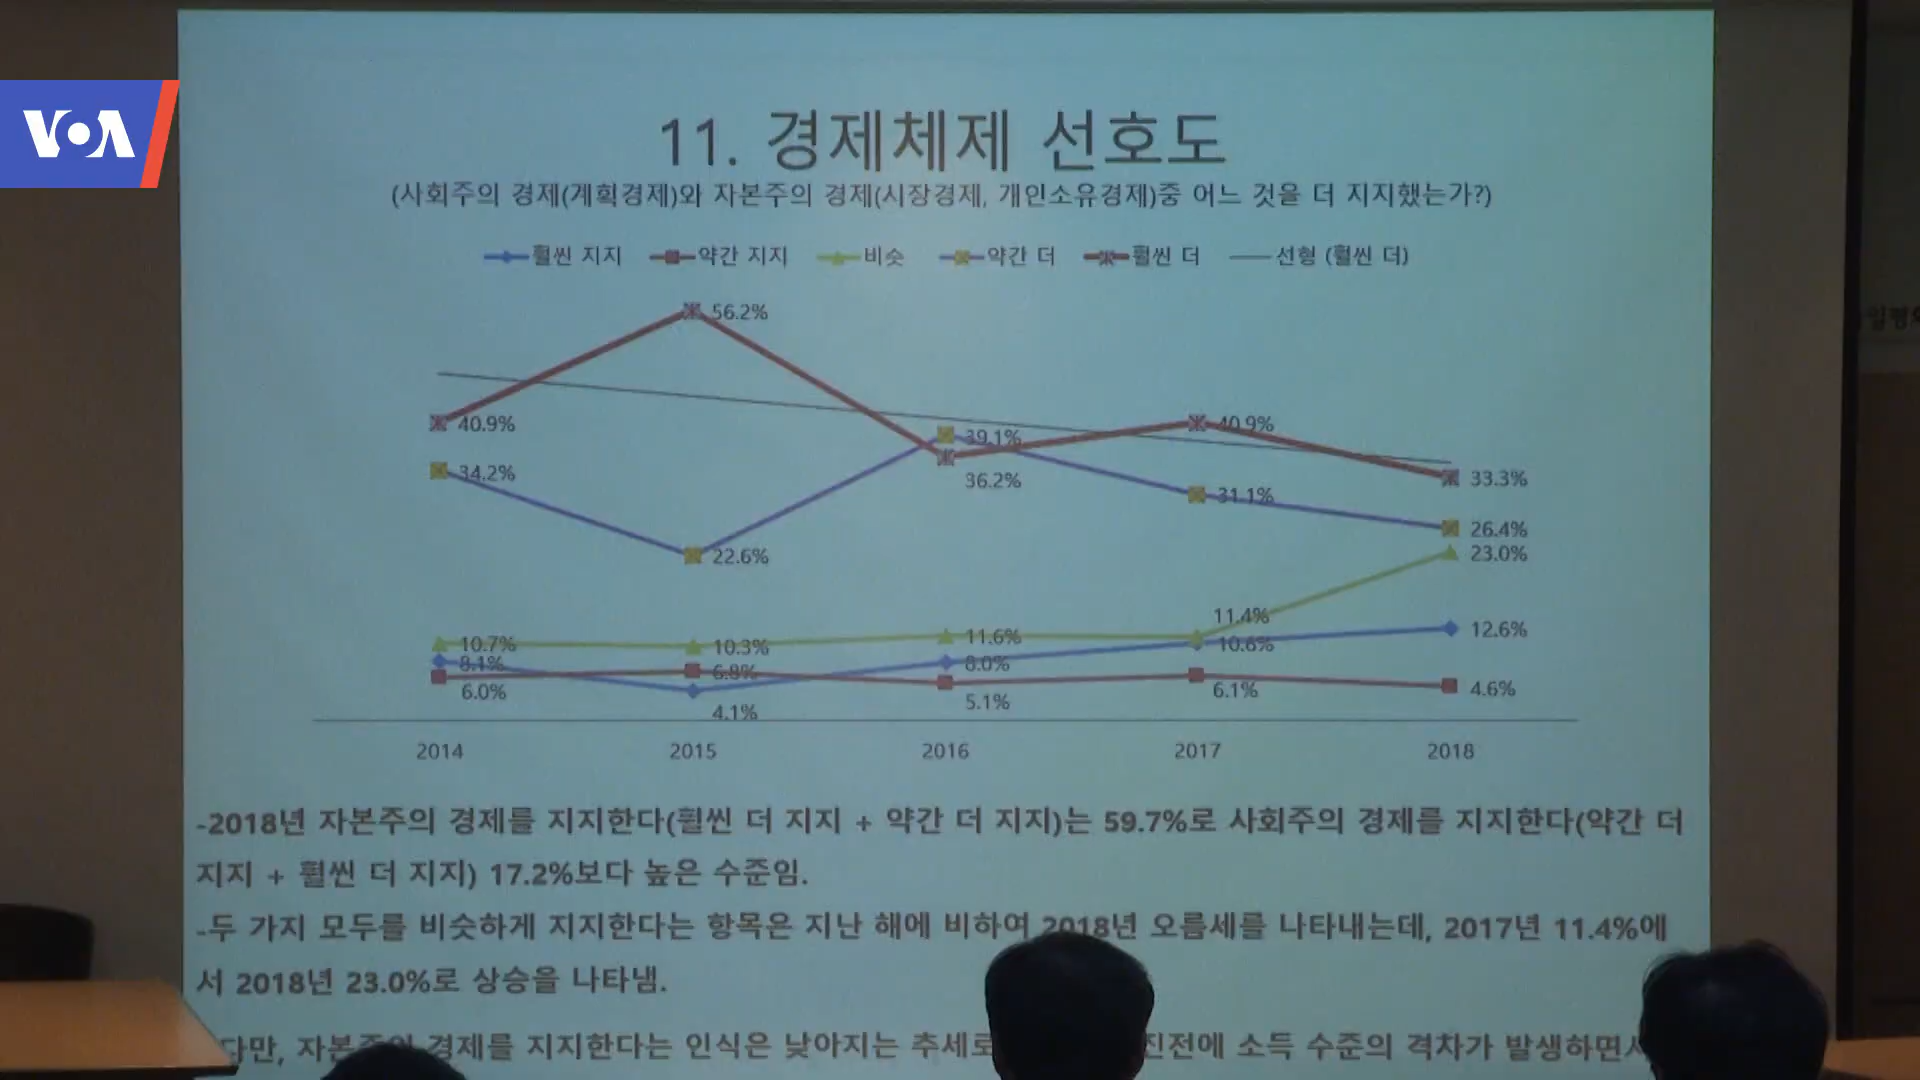 VOA
11. 경제체제 선호도
(사회주의 경제(계획경제)와 자본주의 경제(시장경제, 개인소유경제)중 어느 것을 더 지지했는가?)
훨씬 지지 약간 지지 비슷 약간 더 훨씬 더 선형 (훨씬 더)
56.2%
40.9% 39.1% 40.9%
34.2% 36.2% 31.1% 33.3%
22.6% 26.4%
23.0%
10.7% 10.3% 11.6% 11.4% 12.6%
8.1% 6.8% 8.0% 10.6%
6.0% 4.1% 5.1% 6.1% 4.6%
2014 2015 2016 2017 2018
-2018년 자본주의 경제를 지지한다(훨씬 더 지지 + 약간 더 지지)는 59.7%로 사회주의 경제를 지지한다(약간 더
지지 + 훨씬 더 지지) 17.2%보다 높은 수준임.
-두 가지 모두를 비슷하게 지지한다는 항목은 지난 해에 비하여 2018년 오름세를 나타내는데, 2017년 11.4%에
서 2018년 23.0%로 상승을 나타냄.
다만, 자본주의 경제를 지지한다는 인식은 낮아지는 추세로 진전에 소득 수준의 격차가 발생하면서